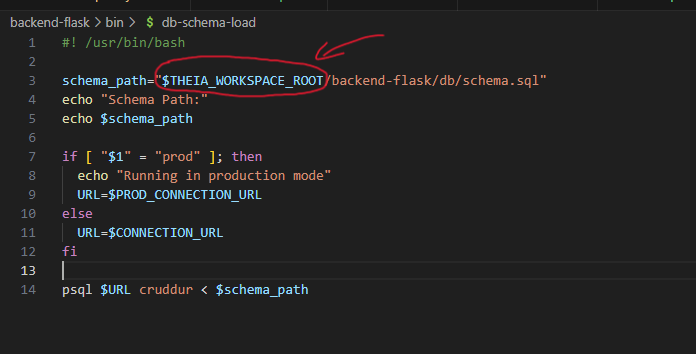 backend-flask > bin > $ db-schema-load
1 #! /usr/bin/bash
2
3 schema_path="$THEIA_WORKSPACE_ROOT/backend-flask/db/schema.sql"
4 echo "Schema Path:"
5 echo $schema_path
6
7 if [ "$1" = "prod" ]; then
8 echo "Running in production mode"
9 URL=$PROD_CONNECTION_URL
10 else
11 URL=$CONNECTION_URL
12 fi
13
14 psql $URL cruddur < $schema_path